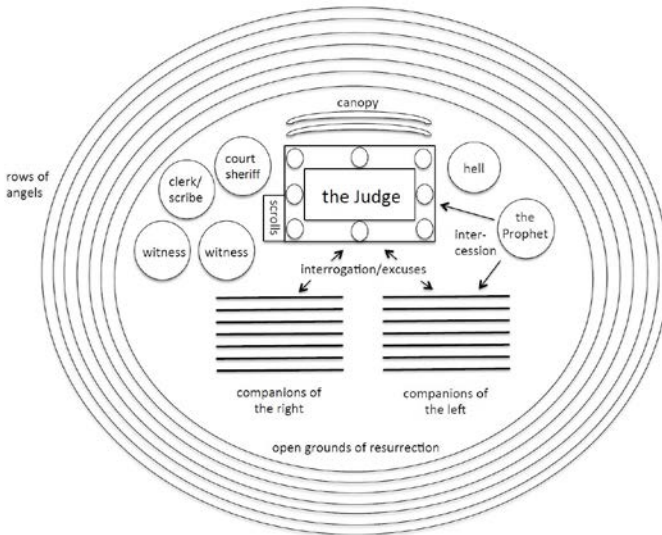 canopy
rows of
angels
court
sheriff
clerk/
scribe
hell
the Judge
scrolls
the
Prophet
witness
witness
inter-
cession
interrogation/excuses
companions of
the right
companions of
the left
open grounds of resurrection